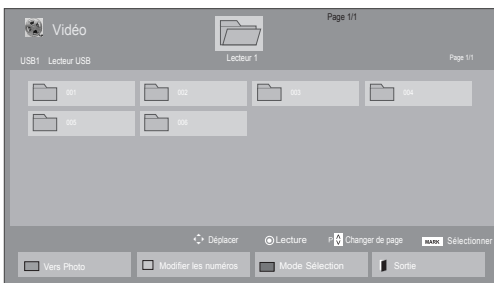 Page 1/1
Vidéo
Lecteur 1
USB1 Lecteur USB
Page 1/1
001 002 003 004
005 006
Déplacer Lecture P Changer de page MARK Sélectionner
Vers Photo Modifier les numéros Mode Sélection Sortie